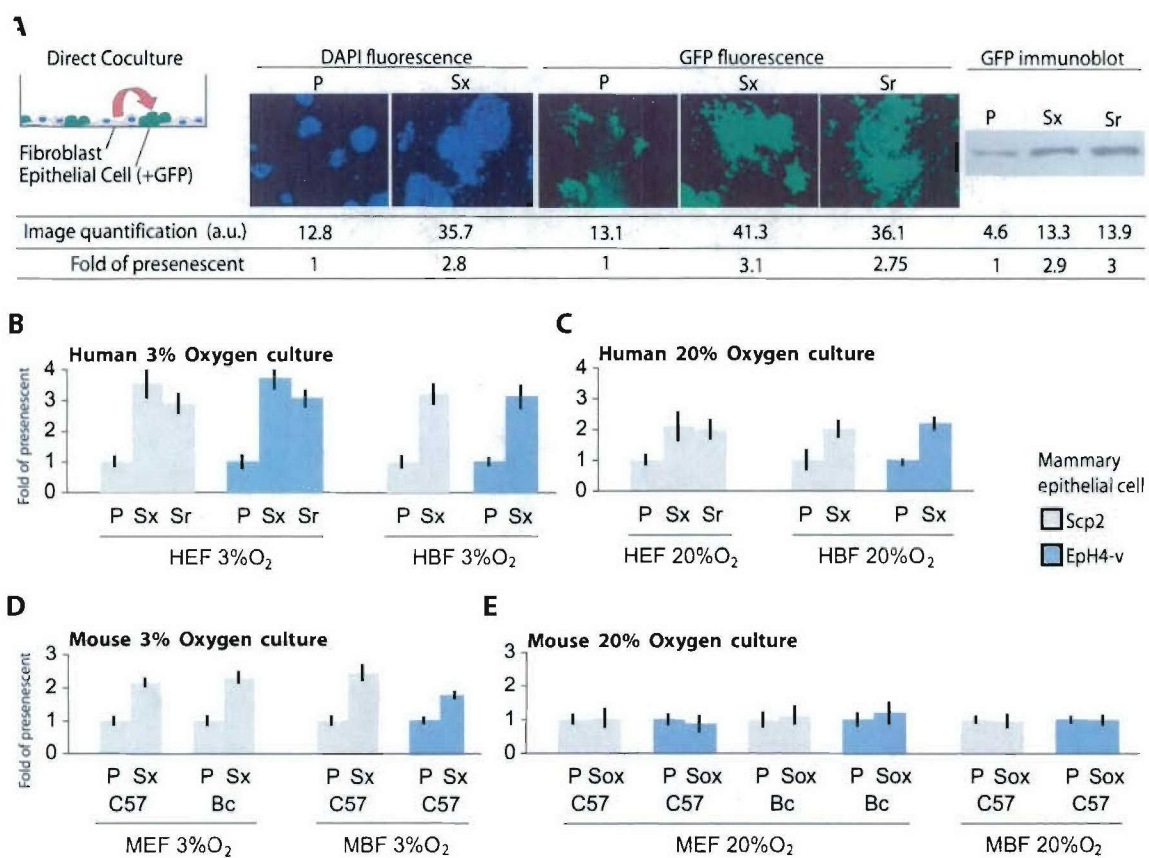 A
Direct Coculture
DAPI fluorescence
GFP fluorescence
GFP immunoblot
P Sx P Sx Sr P Sx Sr
Fibroblast
Epithelial Cell (+GFP)
Image quantification (a.u.) 12.8 35.7 13.1 41.3 36.1 4.6 13.3 13.9
Fold of presenescent 1 2.8 1 3.1 2.75 1 2.9 3
B
Human 3% Oxygen culture
Fold of presenescent
4
3
2
1
0
P Sx Sr P Sx Sr P Sx P Sx
HEF 3%O₂ HBF 3%O₂
C
Human 20% Oxygen culture
4
3
2
1
0
P Sx Sr P Sx P Sx
HEF 20%O₂ HBF 20%O₂
Mammary
epithelial cell
Scp2
EpH4-v
D
Mouse 3% Oxygen culture
Fold of presenescent
3
2
1
0
P Sx P Sx P Sx P Sx
C57 Bc C57 C57
MEF 3%O₂ MBF 3%O₂
E
Mouse 20% Oxygen culture
3
2
1
0
P Sox P Sox P Sox P Sox P Sox P Sox
C57 C57 Bc Bc C57 C57
MEF 20%O₂ MBF 20%O₂